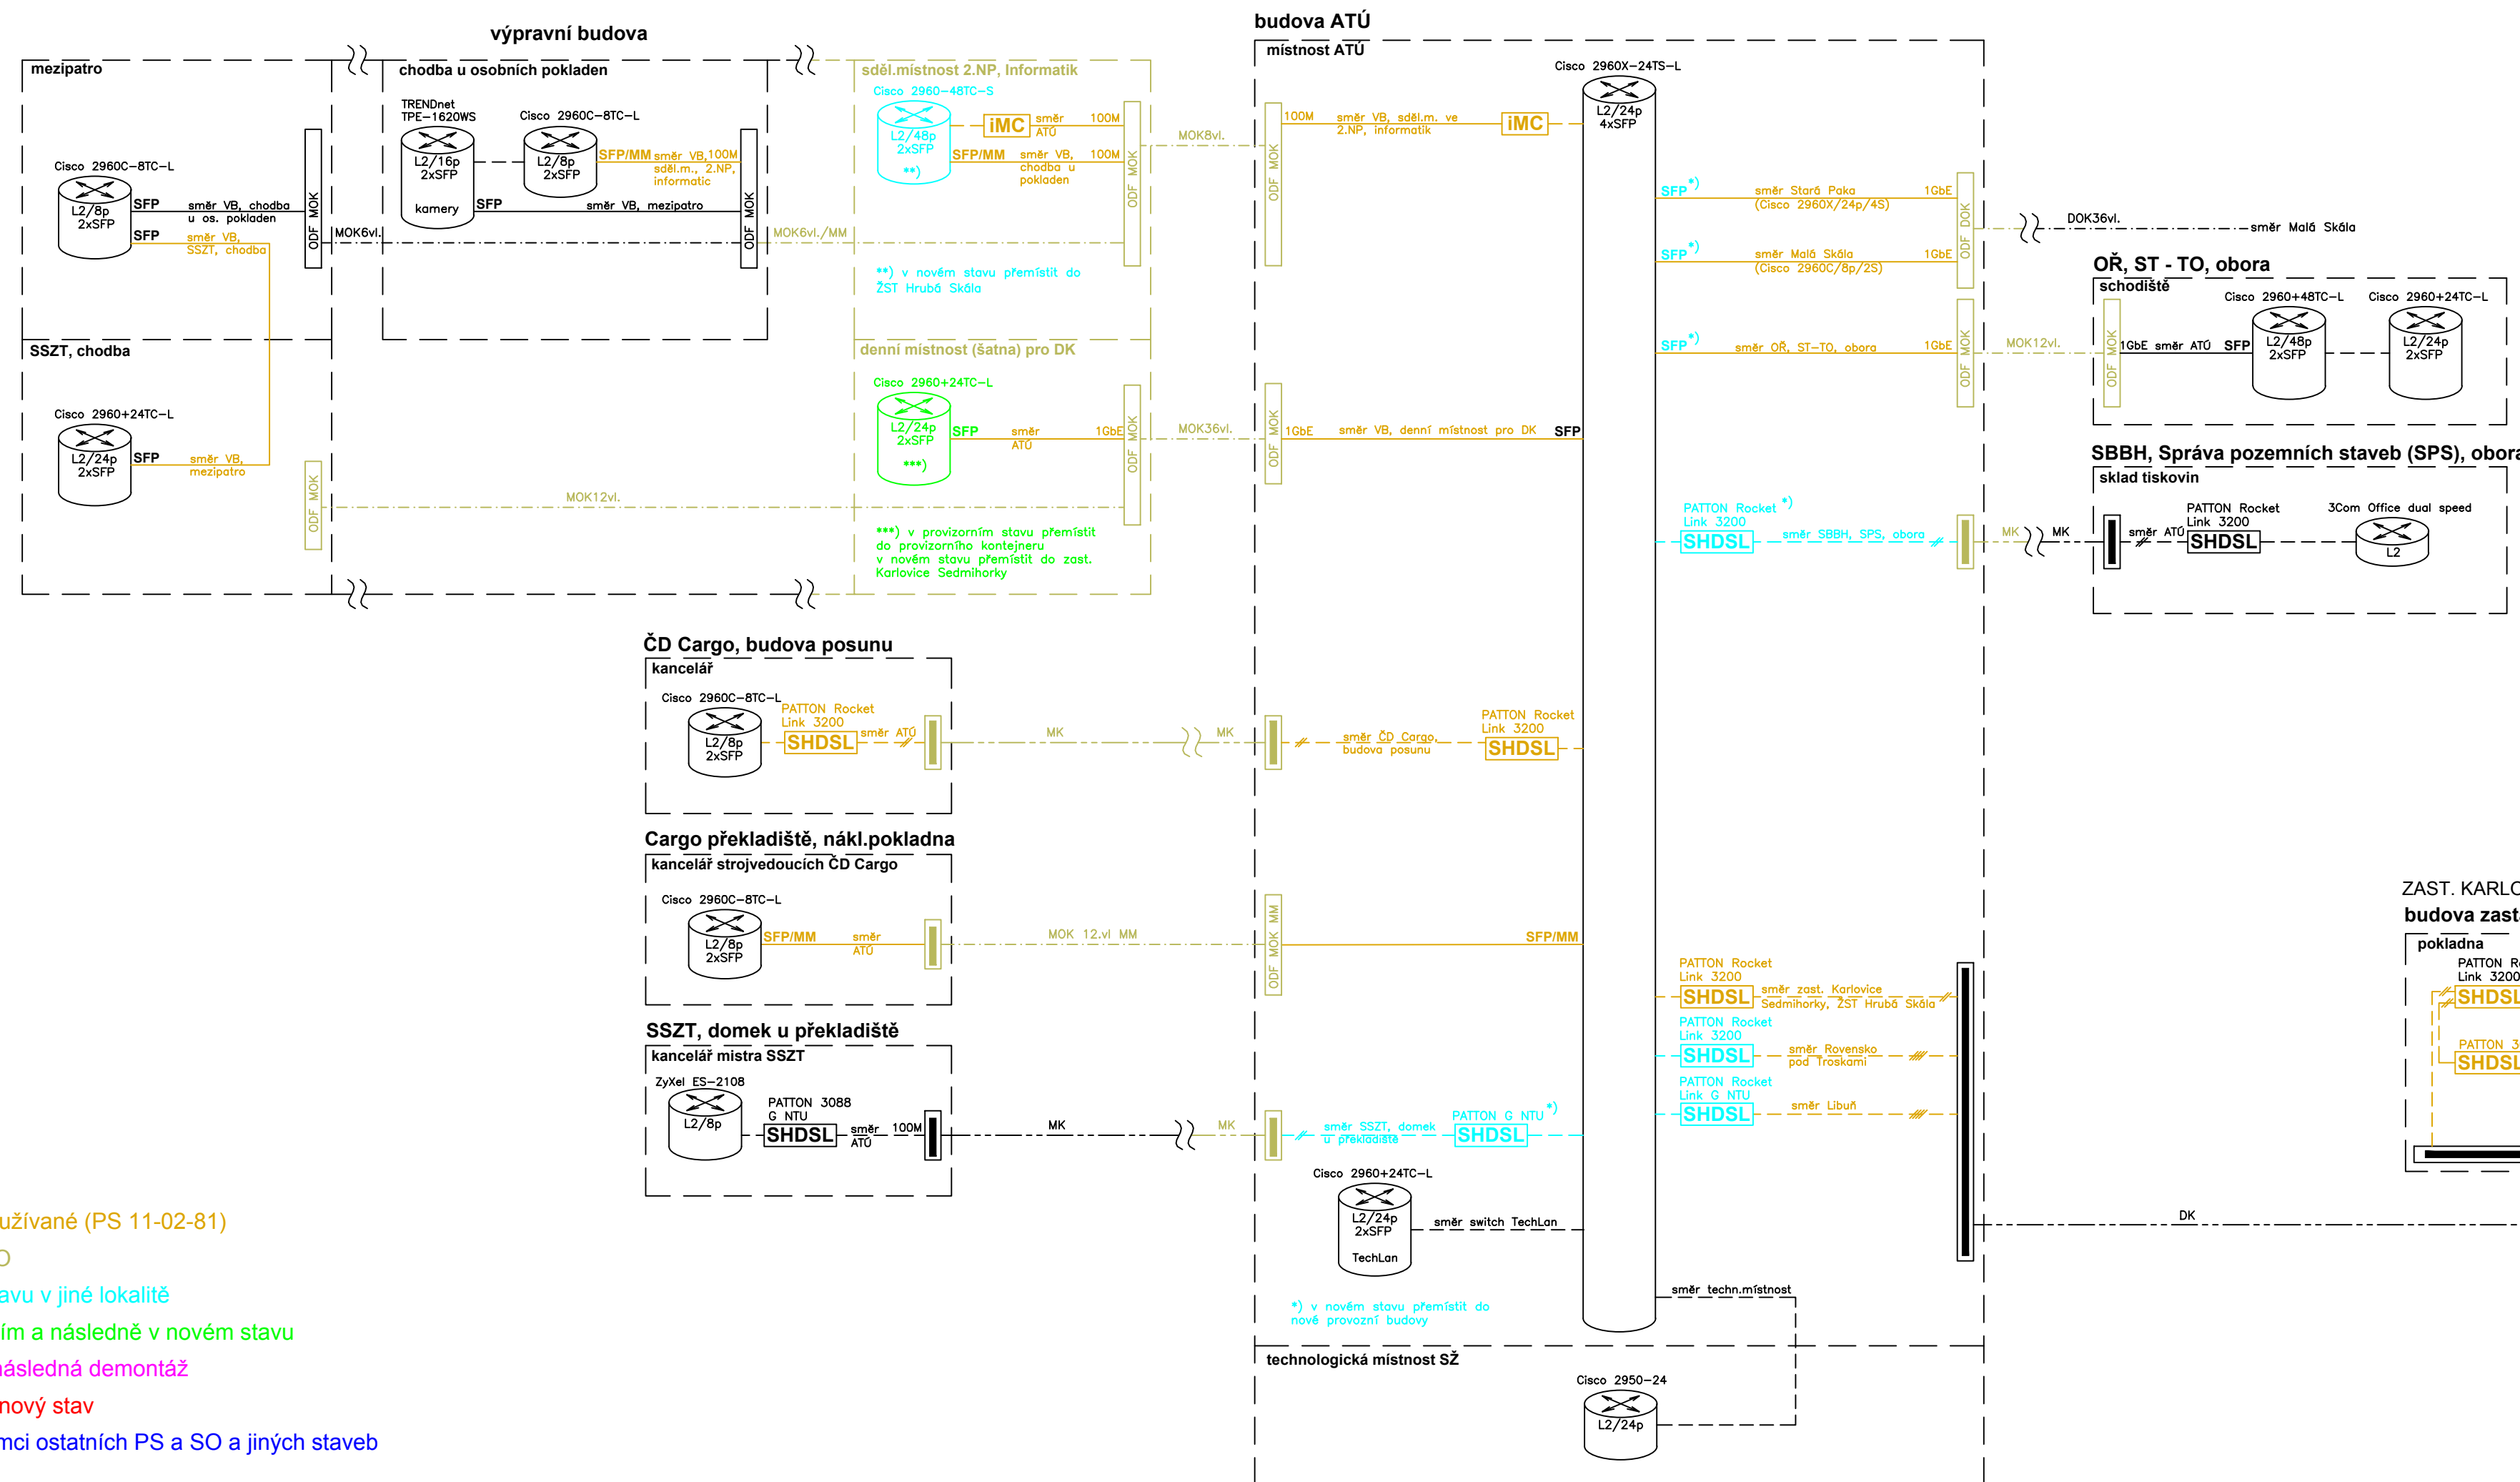 výpravní budova
mezipatro
Cisco 2960C-8TC-L
L2/8p
2xSFP
SFP
směr VB, chodba
u os. pokladen
SFP
směr VB,
SSZT, chodba
ODF MOK
MOK6vl.
SSZT, chodba
Cisco 2960+24TC-L
L2/24p
2xSFP
SFP
směr VB,
mezipatro
ODF MOK
MOK12vl.
chodba u osobních pokladen
TRENDnet
TPE-1620WS
L2/16p
2xSFP
kamery
Cisco 2960C-8TC-L
L2/8p
2xSFP
SFP/MM
směr VB,
sděl.m., 2.NP,
informatic
100M
SFP
směr VB, mezipatro
ODF MOK
MOK6vl./MM
sděl.místnost 2.NP, Informatik
Cisco 2960-48TC-S
L2/48p
2xSFP
**)
iMC
směr
ATÚ
100M
SFP/MM
směr VB,
chodba u
pokladen
100M
ODF MOK
MOK8vl.
**) v novém stavu přemístit do
ŽST Hrubá Skála
denní místnost (šatna) pro DK
Cisco 2960+24TC-L
L2/24p
2xSFP
***)
SFP
směr
ATÚ
1GbE
ODF MOK
MOK36vl.
***) v provizorním stavu přemístit
do provizorního kontejneru
v novém stavu přemístit do zast.
Karlovice Sedmihorky
budova ATÚ
místnost ATÚ
Cisco 2960X-24TS-L
L2/24p
4xSFP
ODF MOK
100M
směr VB, sděl.m. ve
2.NP, informatik
iMC
SFP*)
směr Stará Paka
(Cisco 2960X/24p/4S)
1GbE
SFP*)
směr Malá Skála
(Cisco 2960C/8p/2S)
1GbE
ODF DOK
DOK36vl.
směr Malá Skála
SFP*)
směr OŘ, ST-TO, obora
1GbE
ODF MOK
MOK12vl.
ODF MOK
1GbE
směr VB, denní místnost pro DK
SFP
PATTON Rocket *)
Link 3200
SHDSL
směr SBBH, SPS, obora
MK
MK
OŘ, ST - TO, obora
schodiště
ODF MOK
1GbE směr ATÚ
SFP
Cisco 2960+48TC-L
L2/48p
2xSFP
Cisco 2960+24TC-L
L2/24p
2xSFP
SBBH, Správa pozemních staveb (SPS), obora
sklad tiskovin
směr ATÚ
PATTON Rocket
Link 3200
SHDSL
3Com Office dual speed
L2
ČD Cargo, budova posunu
kancelář
Cisco 2960C-8TC-L
L2/8p
2xSFP
PATTON Rocket
Link 3200
SHDSL
směr ATÚ
MK
MK
směr ČD Cargo,
budova posunu
PATTON Rocket
Link 3200
SHDSL
Cargo překladiště, nákl.pokladna
kancelář strojvedoucích ČD Cargo
Cisco 2960C-8TC-L
L2/8p
2xSFP
SFP/MM
směr
ATÚ
MOK 12.vl MM
ODF MOK MM
SFP/MM
SSZT, domek u překladiště
kancelář mistra SSZT
ZyXel ES-2108
L2/8p
PATTON 3088
G NTU
SHDSL
směr
ATÚ
100M
MK
MK
směr SSZT, domek
u překladiště
PATTON G NTU *)
SHDSL
PATTON Rocket
Link 3200
SHDSL
směr zast. Karlovice
Sedmihorky, ŽST Hrubá Skála
PATTON Rocket
Link 3200
SHDSL
směr Rovensko
pod Troskami
PATTON Rocket
Link G NTU
SHDSL
směr Libuň
Cisco 2960+24TC-L
L2/24p
2xSFP
TechLan
směr switch TechLan
směr techn.místnost
*) v novém stavu přemístit do
nové provozní budovy
technologická místnost SŽ
Cisco 2950-24
L2/24p
DK
ZAST. KARLO
budova zast
pokladna
PATTON Ro
Link 3200
SHDSL
PATTON 3
SHDSL
užívané (PS 11-02-81)
O
avu v jiné lokalitě
ím a následně v novém stavu
následná demontáž
nový stav
mci ostatních PS a SO a jiných staveb